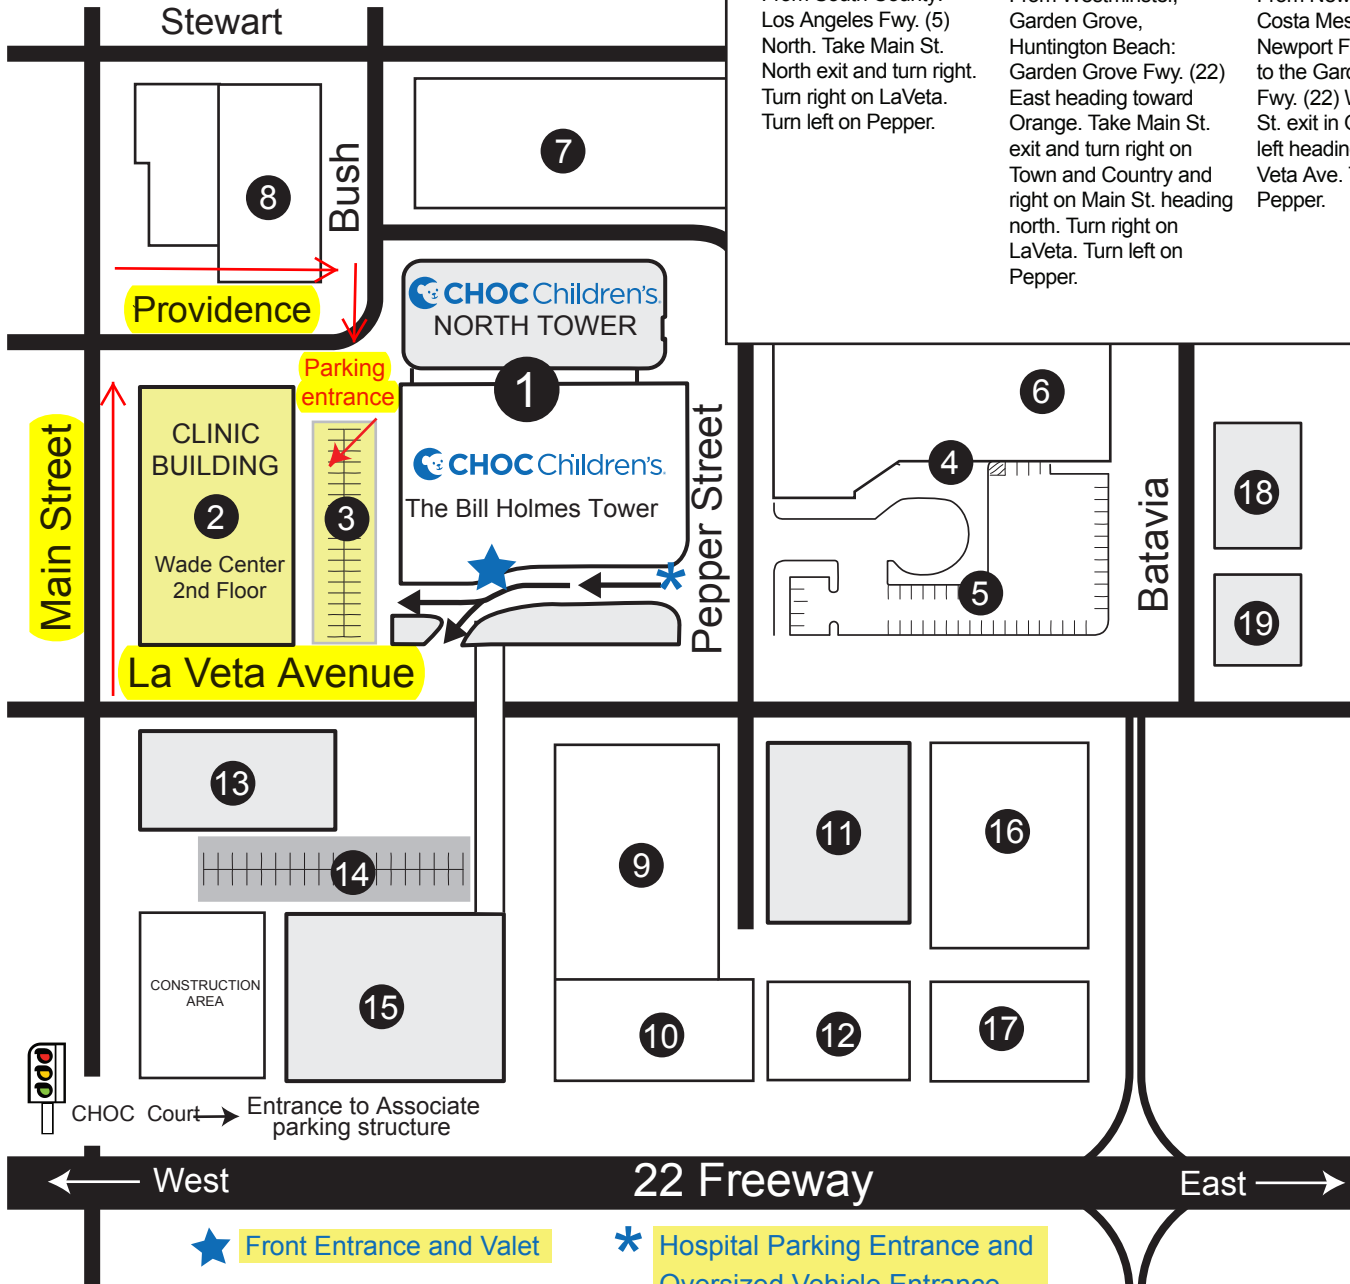 Stewart
Los Angeles Fwy. (5)
North. Take Main St.
North exit and turn right.
Turn right on LaVeta.
Turn left on Pepper.
Garden Grove,
Huntington Beach:
Garden Grove Fwy. (22)
East heading toward
Orange. Take Main St.
exit and turn right on
Town and Country and
right on Main St. heading
north. Turn right on
LaVeta. Turn left on
Pepper.
Costa Mes
Newport F
to the Gard
Fwy. (22) W
St. exit in
left headin
Veta Ave.
Pepper.
7
8
Bush
Providence
CHOC Children's.
NORTH TOWER
1
Parking
entrance
CLINIC
BUILDING
2
Wade Center
2nd Floor
3
CHOC Children's.
The Bill Holmes Tower
Main Street
Pepper Street
6
4
5
Batavia
18
19
La Veta Avenue
13
14
15
CONSTRUCTION
AREA
9
10
11
12
16
17
CHOC Court
Entrance to Associate
parking structure
West
22 Freeway
East
Front Entrance and Valet
Hospital Parking Entrance and
Oversized Vehicle Entrance